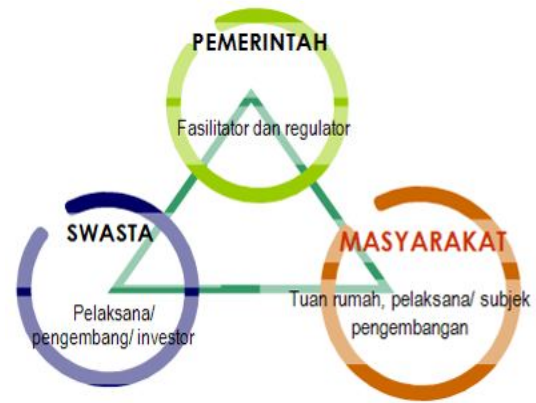 PEMERINTAH
Fasilitator dan regulator
SWASTA
Pelaksana/
pengembang/ investor
MASYARAKAT
Tuan rumah, pelaksana/ subjek
pengembangan